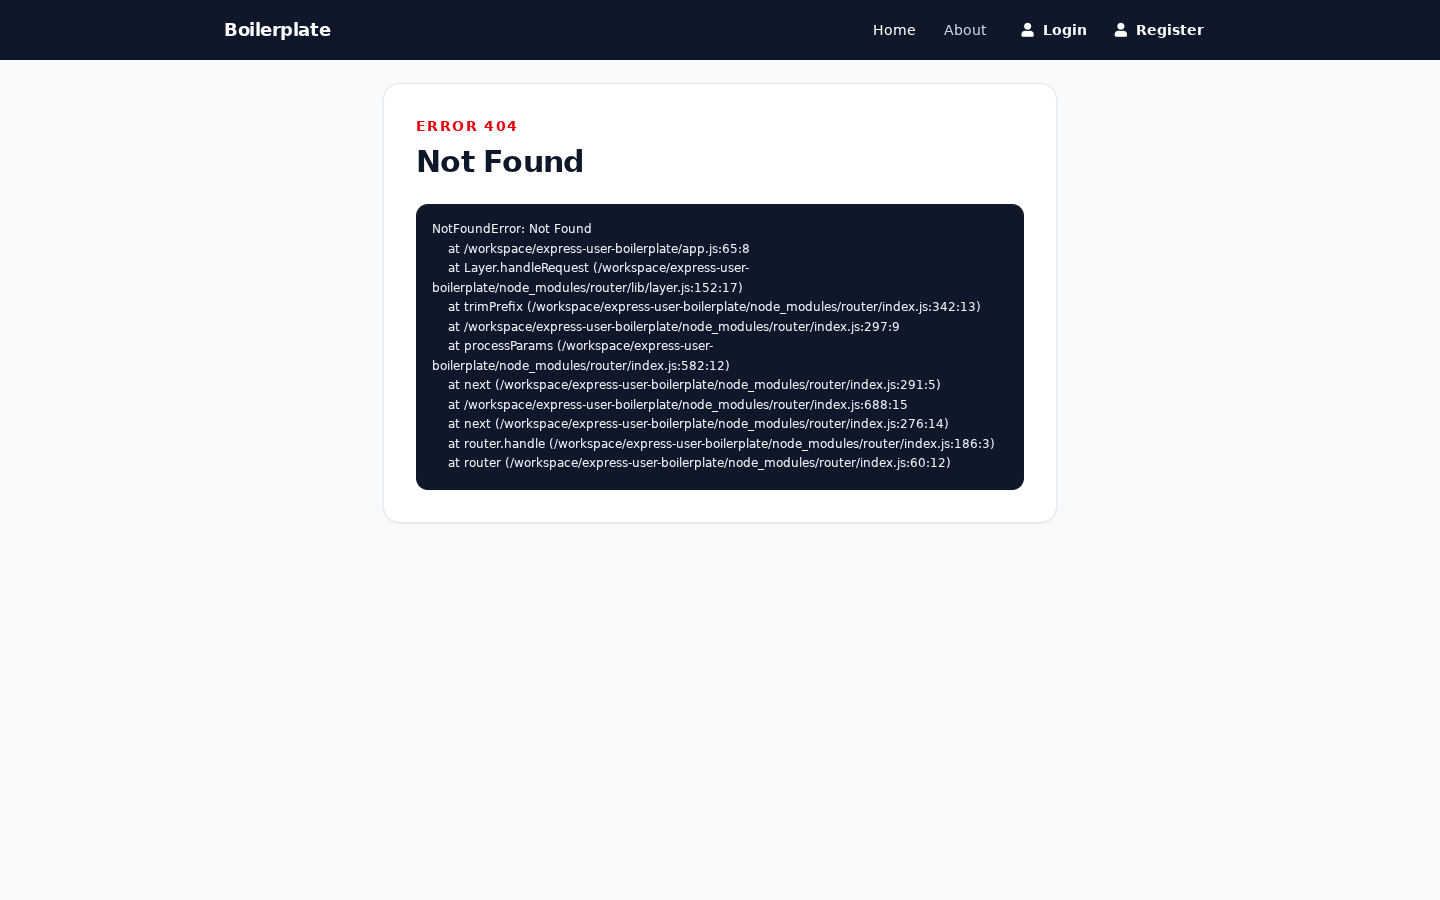 Boilerplate
Home About Login Register
ERROR 404
Not Found
NotFoundError: Not Found
at /workspace/express-user-boilerplate/app.js:65:8
at Layer.handleRequest (/workspace/express-user-
boilerplate/node_modules/router/lib/layer.js:152:17)
at trimPrefix (/workspace/express-user-boilerplate/node_modules/router/index.js:342:13)
at /workspace/express-user-boilerplate/node_modules/router/index.js:297:9
at processParams (/workspace/express-user-
boilerplate/node_modules/router/index.js:582:12)
at next (/workspace/express-user-boilerplate/node_modules/router/index.js:291:5)
at /workspace/express-user-boilerplate/node_modules/router/index.js:688:15
at next (/workspace/express-user-boilerplate/node_modules/router/index.js:276:14)
at router.handle (/workspace/express-user-boilerplate/node_modules/router/index.js:186:3)
at router (/workspace/express-user-boilerplate/node_modules/router/index.js:60:12)